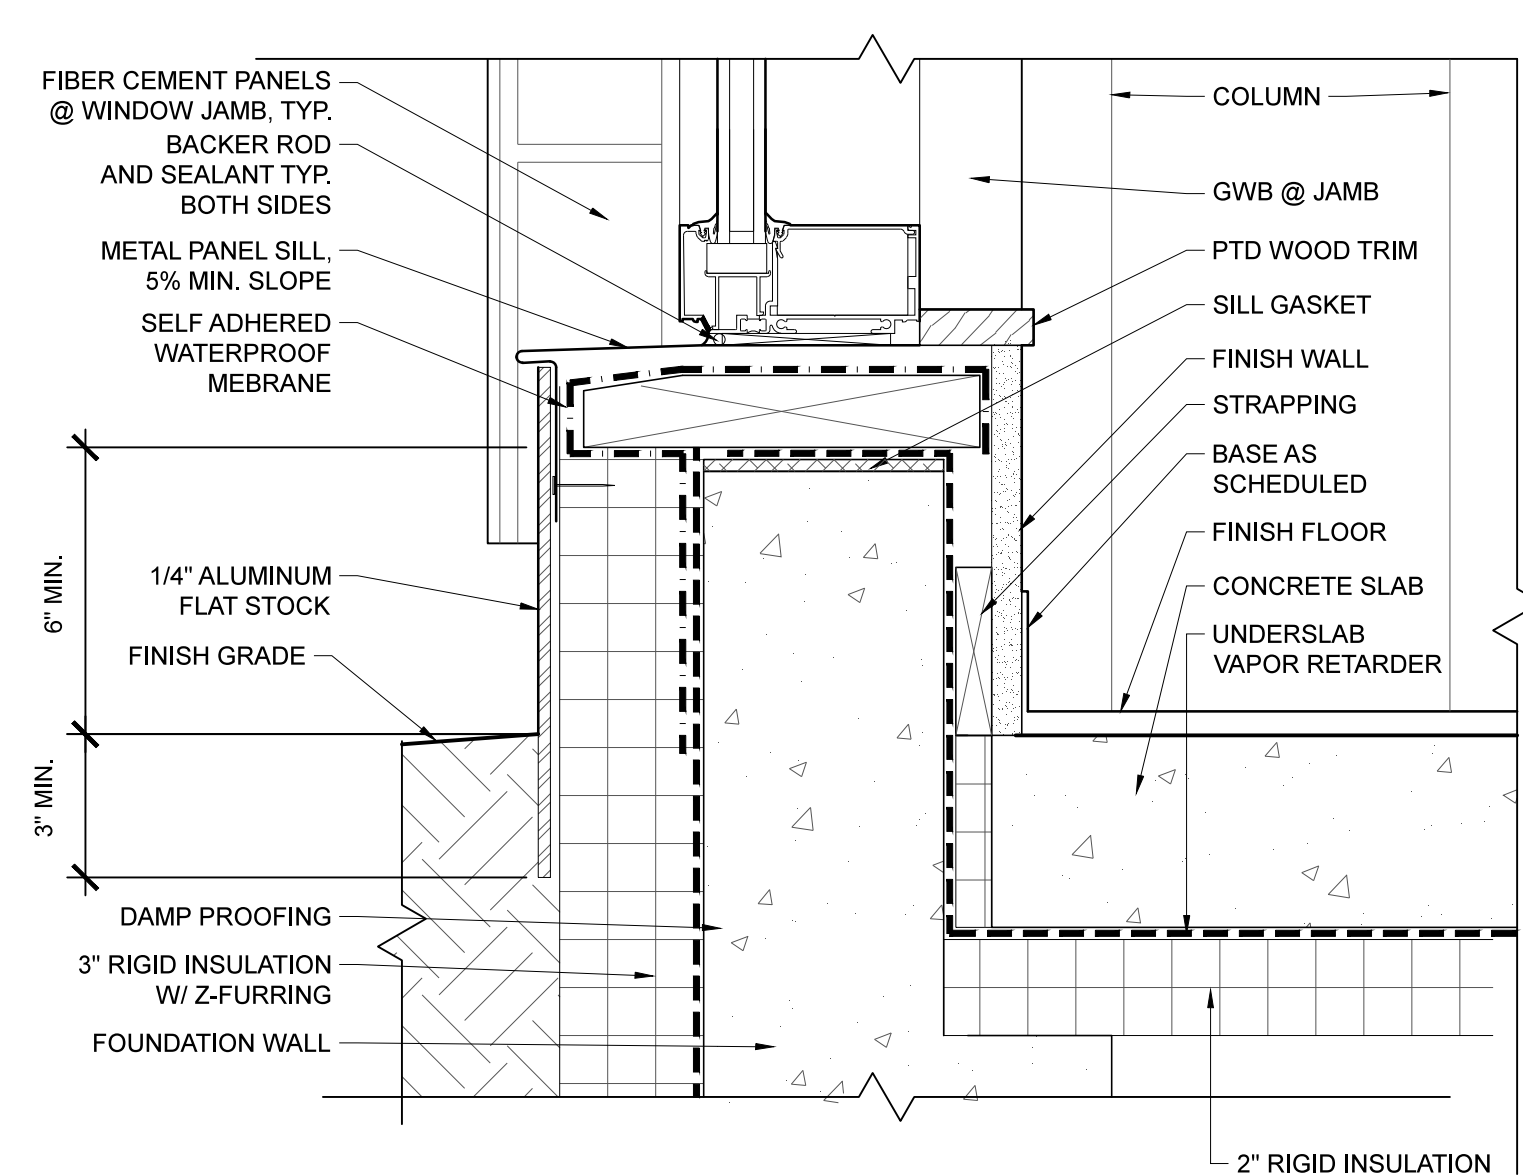 FIBER CEMENT PANELS
@ WINDOW JAMB, TYP.
BACKER ROD
AND SEALANT TYP.
BOTH SIDES
METAL PANEL SILL,
5% MIN. SLOPE
SELF ADHERED
WATERPROOF
MEBRANE
6" MIN.
1/4" ALUMINUM
FLAT STOCK
FINISH GRADE
3" MIN.
DAMP PROOFING
3" RIGID INSULATION
W/ Z-FURRING
FOUNDATION WALL
COLUMN
GWB @ JAMB
PTD WOOD TRIM
SILL GASKET
FINISH WALL
STRAPPING
BASE AS
SCHEDULED
FINISH FLOOR
CONCRETE SLAB
UNDERSLAB
VAPOR RETARDER
2" RIGID INSULATION